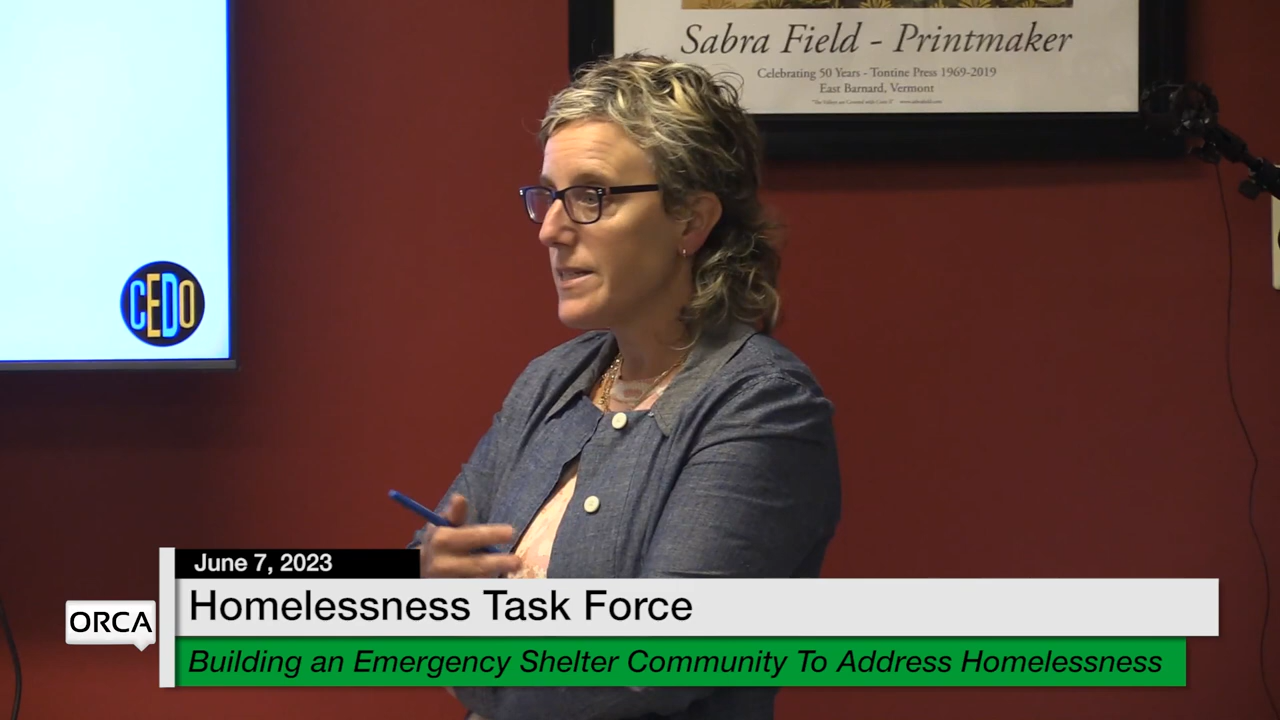 Sabra Field - Printmaker
Celebrating 50 Years - Tontine Press 1969-2019
East Barnard, Vermont
CEDO
June 7, 2023
Homelessness Task Force
ORCA
Building an Emergency Shelter Community To Address Homelessness